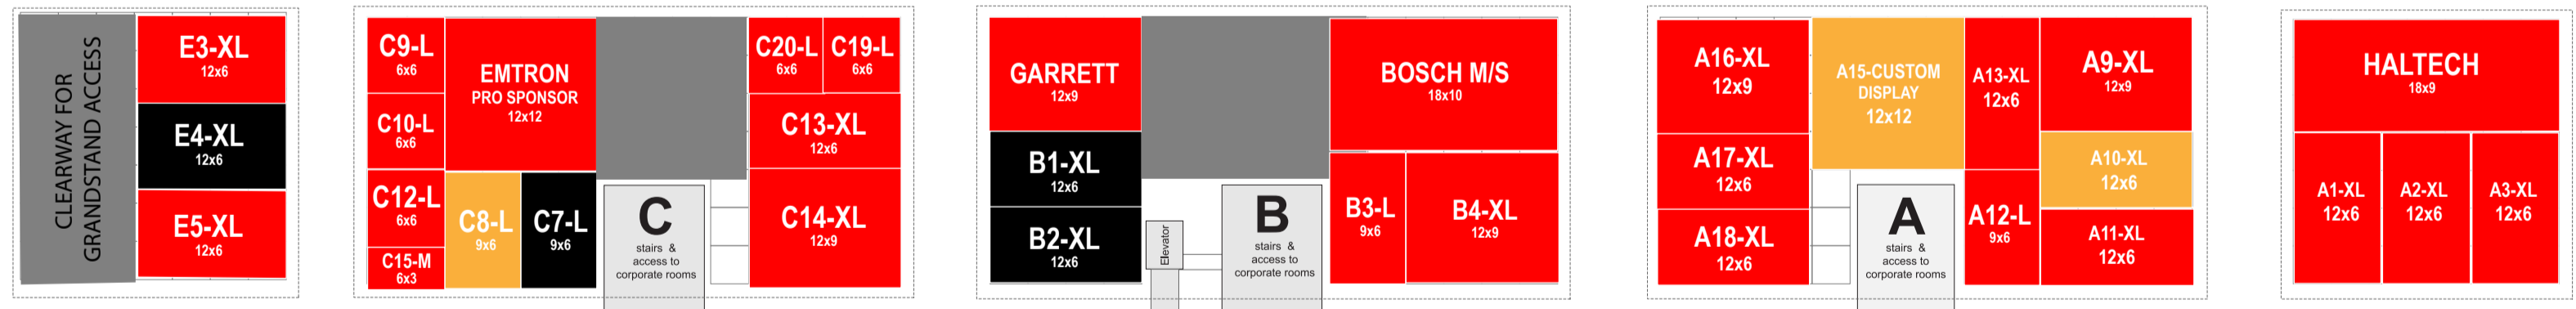 CLEARWAY FOR
GRANDSTAND ACCESS
E3-XL
12x6
E4-XL
12x6
E5-XL
12x6
C9-L
6x6
C10-L
6x6
C12-L
6x6
C15-M
6x3
EMTRON
PRO SPONSOR
12x12
C8-L
9x6
C7-L
9x6
C
stairs &
access to
corporate rooms
C20-L
6x6
C19-L
6x6
C13-XL
12x6
C14-XL
12x9
GARRETT
12x9
B1-XL
12x6
B2-XL
12x6
Elevator
B
stairs &
access to
corporate rooms
BOSCH M/S
18x10
B3-L
9x6
B4-XL
12x9
A16-XL
12x9
A17-XL
12x6
A18-XL
12x6
A15-CUSTOM
DISPLAY
12x12
A
stairs &
access to
corporate rooms
A13-XL
12x6
A12-L
9x6
A9-XL
12x9
A10-XL
12x6
A11-XL
12x6
HALTECH
18x9
A1-XL
12x6
A2-XL
12x6
A3-XL
12x6